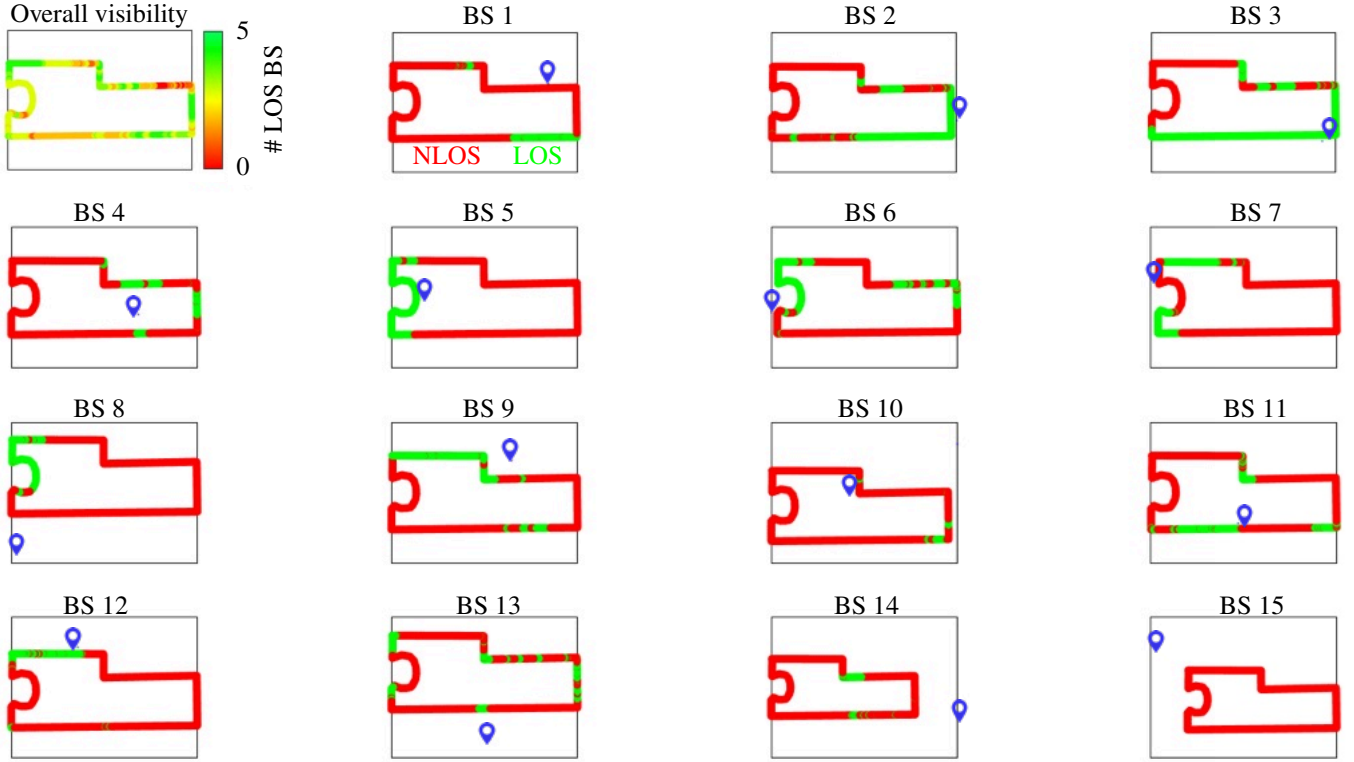 Overall visibility
5
# LOS BS
0
BS 1
NLOS LOS
BS 2
BS 3
BS 4
BS 5
BS 6
BS 7
BS 8
BS 9
BS 10
BS 11
BS 12
BS 13
BS 14
BS 15